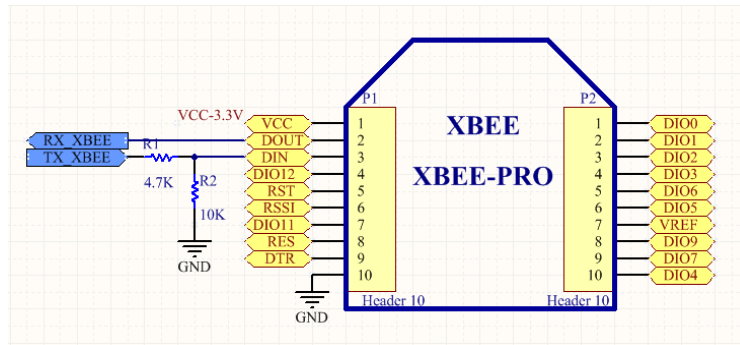 P1
P2
VCC-3.3V
VCC 1
RX_XBEE
R1
DOUT 2
TX_XBEE
DIN 3
4.7K
R2
10K
GND
DIO12 4
RST 5
RSSI 6
DIO11 7
RES 8
DTR 9
10
GND
Header 10
XBEE
XBEE-PRO
1 DIO0
2 DIO1
3 DIO2
4 DIO3
5 DIO6
6 DIO5
7 VREF
8 DIO9
9 DIO7
10 DIO4
Header 10